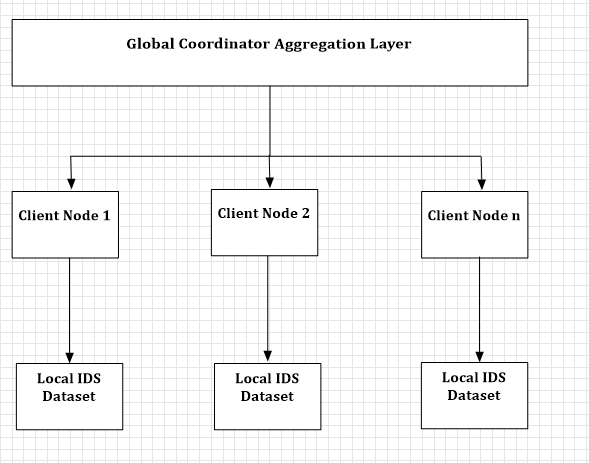 Global Coordinator Aggregation Layer
Client Node 1
Client Node 2
Client Node n
Local IDS
Dataset
Local IDS
Dataset
Local IDS
Dataset